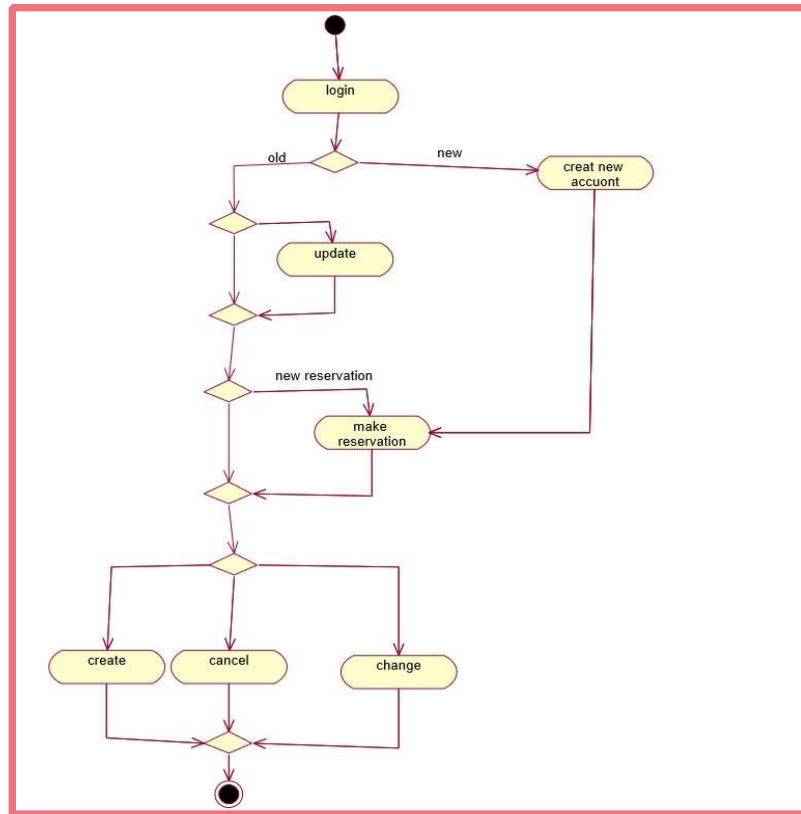 login
old
new
creat new
accuont
update
new reservation
make
reservation
create
cancel
change